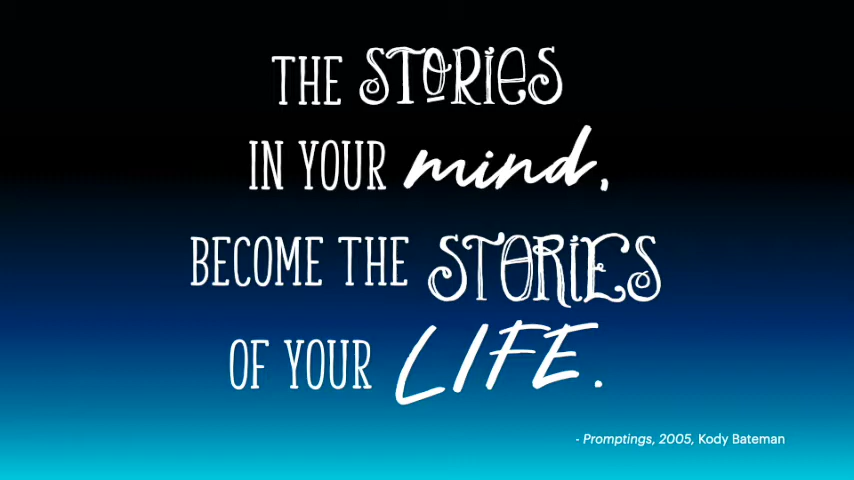 THE STORIES
IN YOUR mind,
BECOME THE STORIES
OF YOUR LIFE.
- Promptings, 2005, Kody Bateman